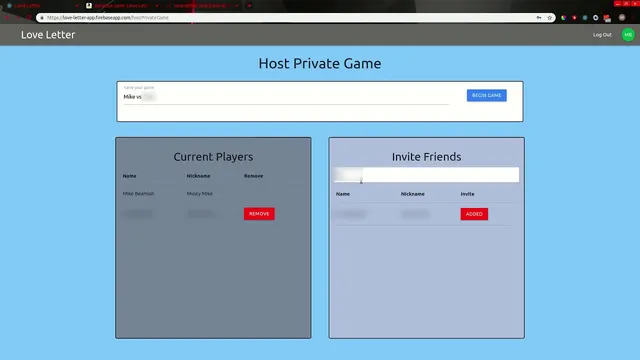 Love Letter
https://love-letter-app.firebaseapp.com/hostPrivateGame
Love Letter
Log Out
Host Private Game
Name your game
Mike vs
BEGIN GAME
Current Players
Name Nickname Remove
Mike Beamish Musty Mike
REMOVE
Invite Friends
Name Nickname Invite
ADDED